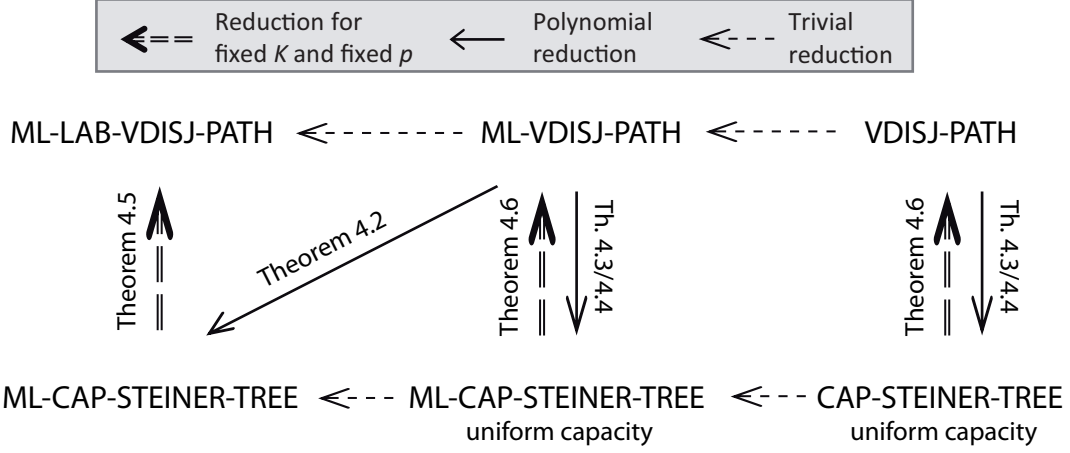 Reduction for
fixed K and fixed p
Polynomial
reduction
Trivial
reduction
ML-LAB-VDISJ-PATH
ML-VDISJ-PATH
VDISJ-PATH
Theorem 4.5
Theorem 4.2
Theorem 4.6
Th. 4.3/4.4
Theorem 4.6
Th. 4.3/4.4
ML-CAP-STEINER-TREE
ML-CAP-STEINER-TREE
uniform capacity
CAP-STEINER-TREE
uniform capacity